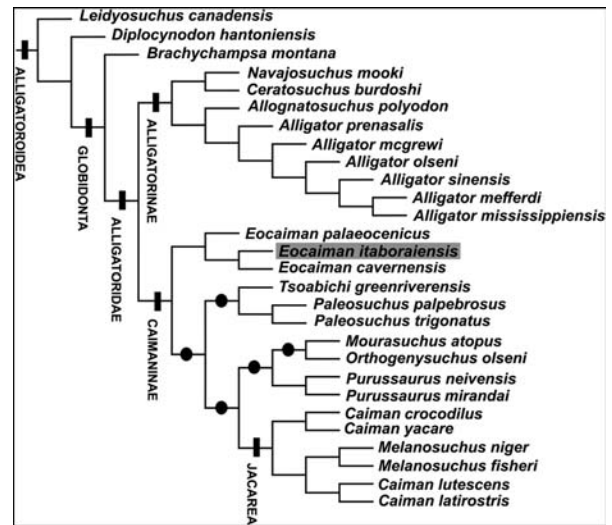 Leidyosuchus canadensis
Diplocynodon hantoniensis
Brachychampsa montana
Navajosuchus mooki
Ceratosuchus burdoshi
Allognatosuchus polyodon
Alligator prenasalis
Alligator mcgrewi
Alligator olseni
Alligator sinensis
Alligator mefferdi
Alligator mississippiensis
Eocaiman palaeocenicus
Eocaiman itaboraiensis
Eocaiman cavernensis
Tsoabichi greenriverensis
Paleosuchus palpebrosus
Paleosuchus trigonatus
Mourasuchus atopus
Orthogenysuchus olseni
Purussaurus neivensis
Purussaurus mirandai
Caiman crocodilus
Caiman yacare
Melanosuchus niger
Melanosuchus fisheri
Caiman lutescens
Caiman latirostris
ALLIGATOROIDEA
GLOBIDONTA
ALLIGATORIDAE
ALLIGATORINAE
CAIMANINAE
JACAREA